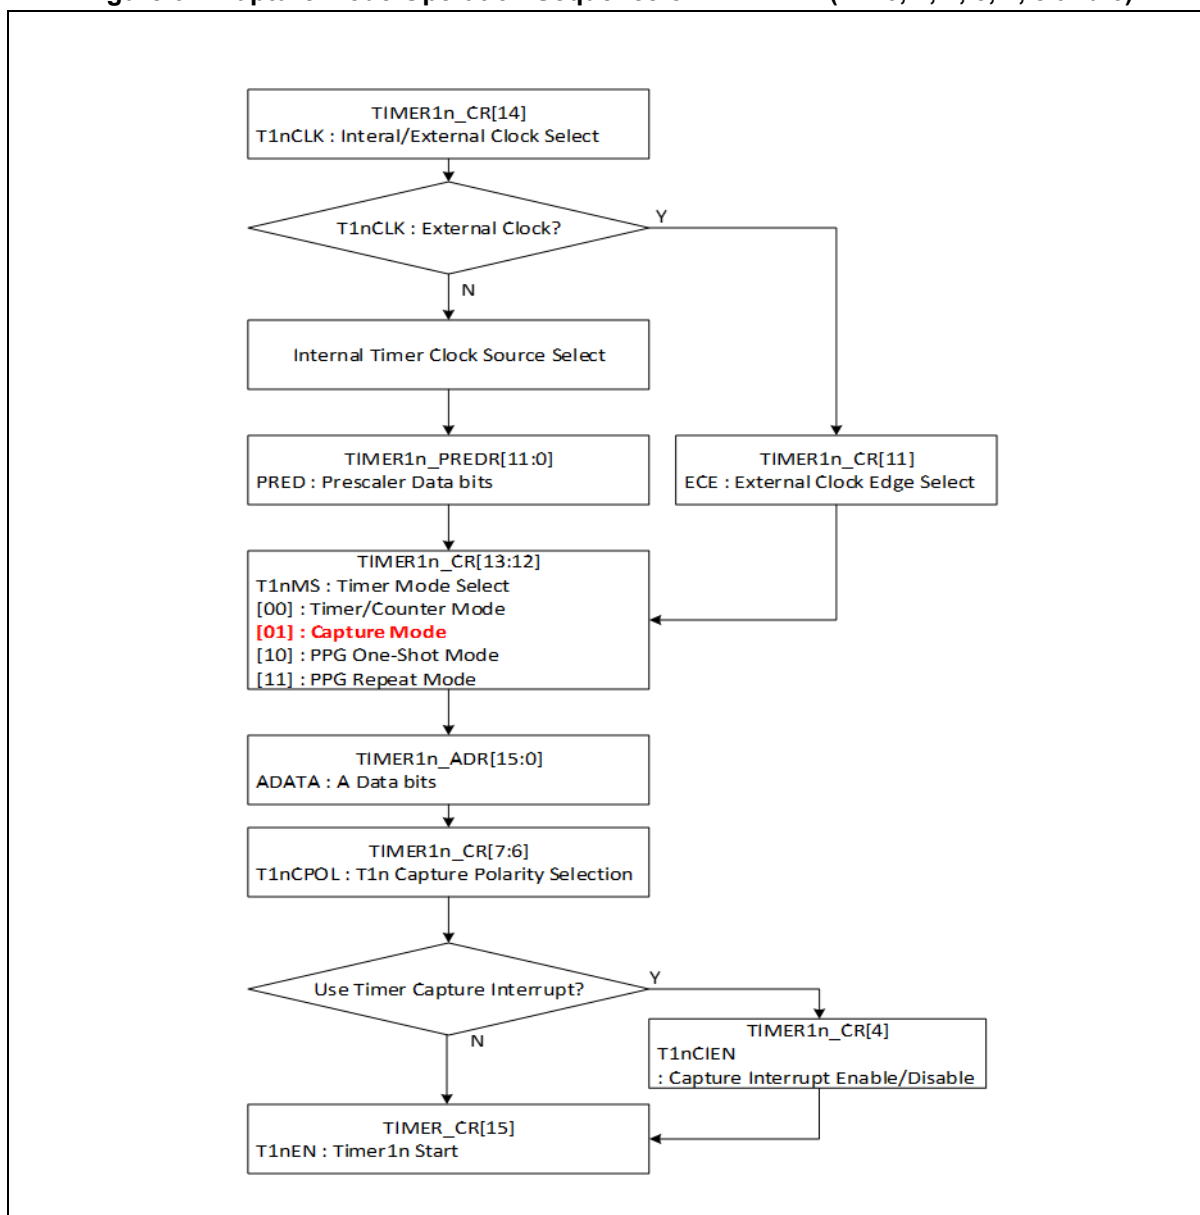 TIMER1n_CR[14]
T1nCLK : Interal/External Clock Select
T1nCLK : External Clock?
Y
N
Internal Timer Clock Source Select
TIMER1n_PREDR[11:0]
PRED : Prescaler Data bits
TIMER1n_CR[11]
ECE : External Clock Edge Select
TIMER1n_CR[13:12]
T1nMS : Timer Mode Select
[00] : Timer/Counter Mode
[01] : Capture Mode
[10] : PPG One-Shot Mode
[11] : PPG Repeat Mode
TIMER1n_ADR[15:0]
ADATA : A Data bits
TIMER1n_CR[7:6]
T1nCPOL : T1n Capture Polarity Selection
Use Timer Capture Interrupt?
Y
N
TIMER1n_CR[4]
T1nCIEN
: Capture Interrupt Enable/Disable
TIMER_CR[15]
T1nEN : Timer1n Start